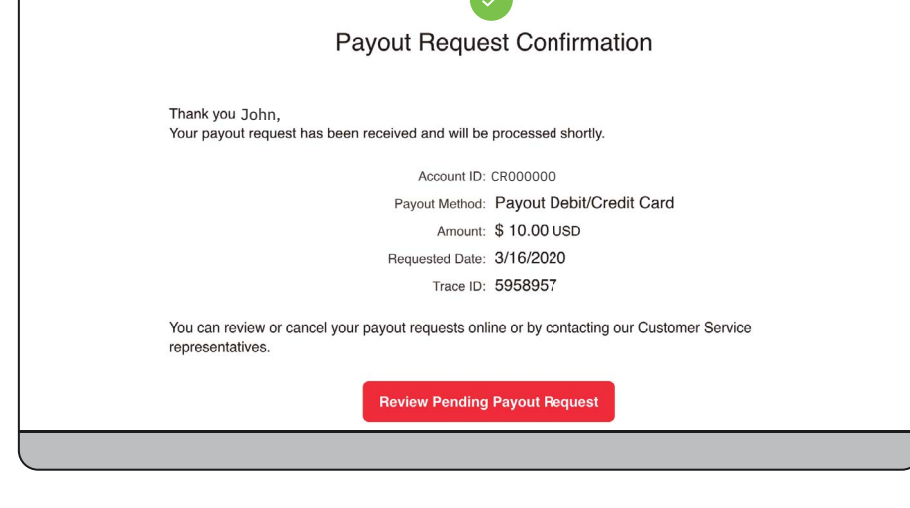 Payout Request Confirmation
Thank you John,
Your payout request has been received and will be processed shortly.
Account ID: CR000000
Payout Method: Payout Debit/Credit Card
Amount: $ 10.00 USD
Requested Date: 3/16/2020
Trace ID: 5958957
You can review or cancel your payout requests online or by contacting our Customer Service
representatives.
Review Pending Payout Request